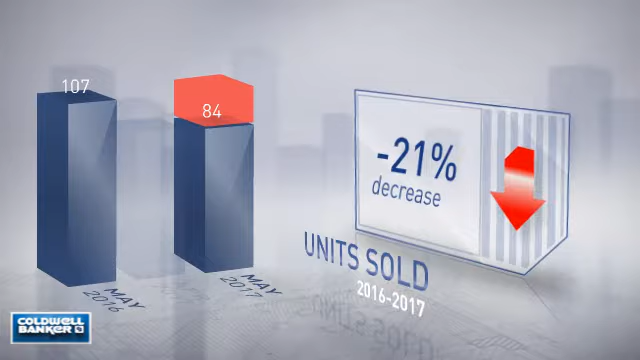 107
84
-21%
decrease
UNITS SOLD
2016-2017
MAY
2016
MAY
2017
COLDWELL
BANKER